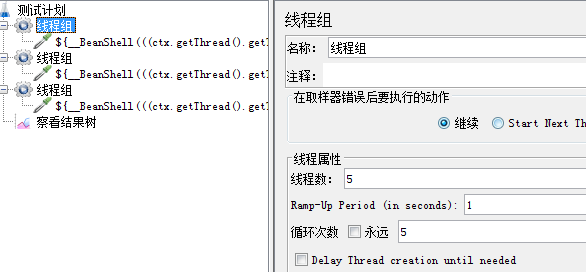 测试计划
线程组
${__BeanShell(((ctx.getThread().get
线程组
${__BeanShell(((ctx.getThread().get
线程组
${__BeanShell(((ctx.getThread().get
察看结果树
线程组
名称： 线程组
注释：
在取样器错误后要执行的动作
继续 Start Next Th
线程属性
线程数： 5
Ramp-Up Period (in seconds): 1
循环次数 永远 5
Delay Thread creation until needed